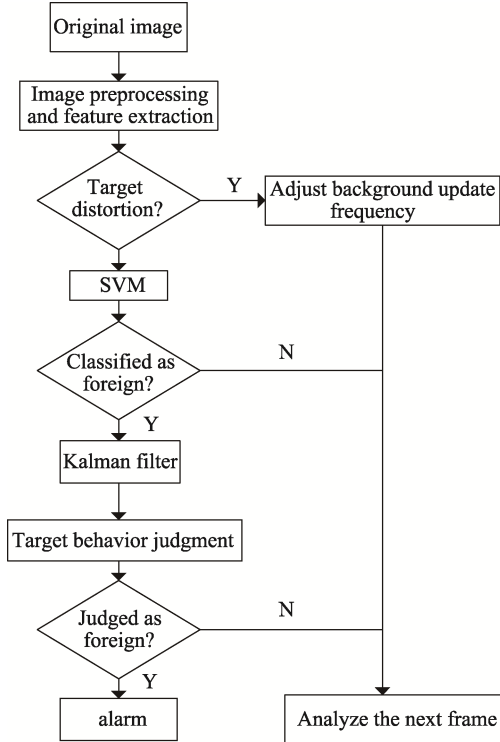 Original image
Image preprocessing
and feature extraction
Target
distortion?
Y
Adjust background update
frequency
SVM
Classified as
foreign?
N
Y
Kalman filter
Target behavior judgment
Judged as
foreign?
N
Y
alarm
Analyze the next frame